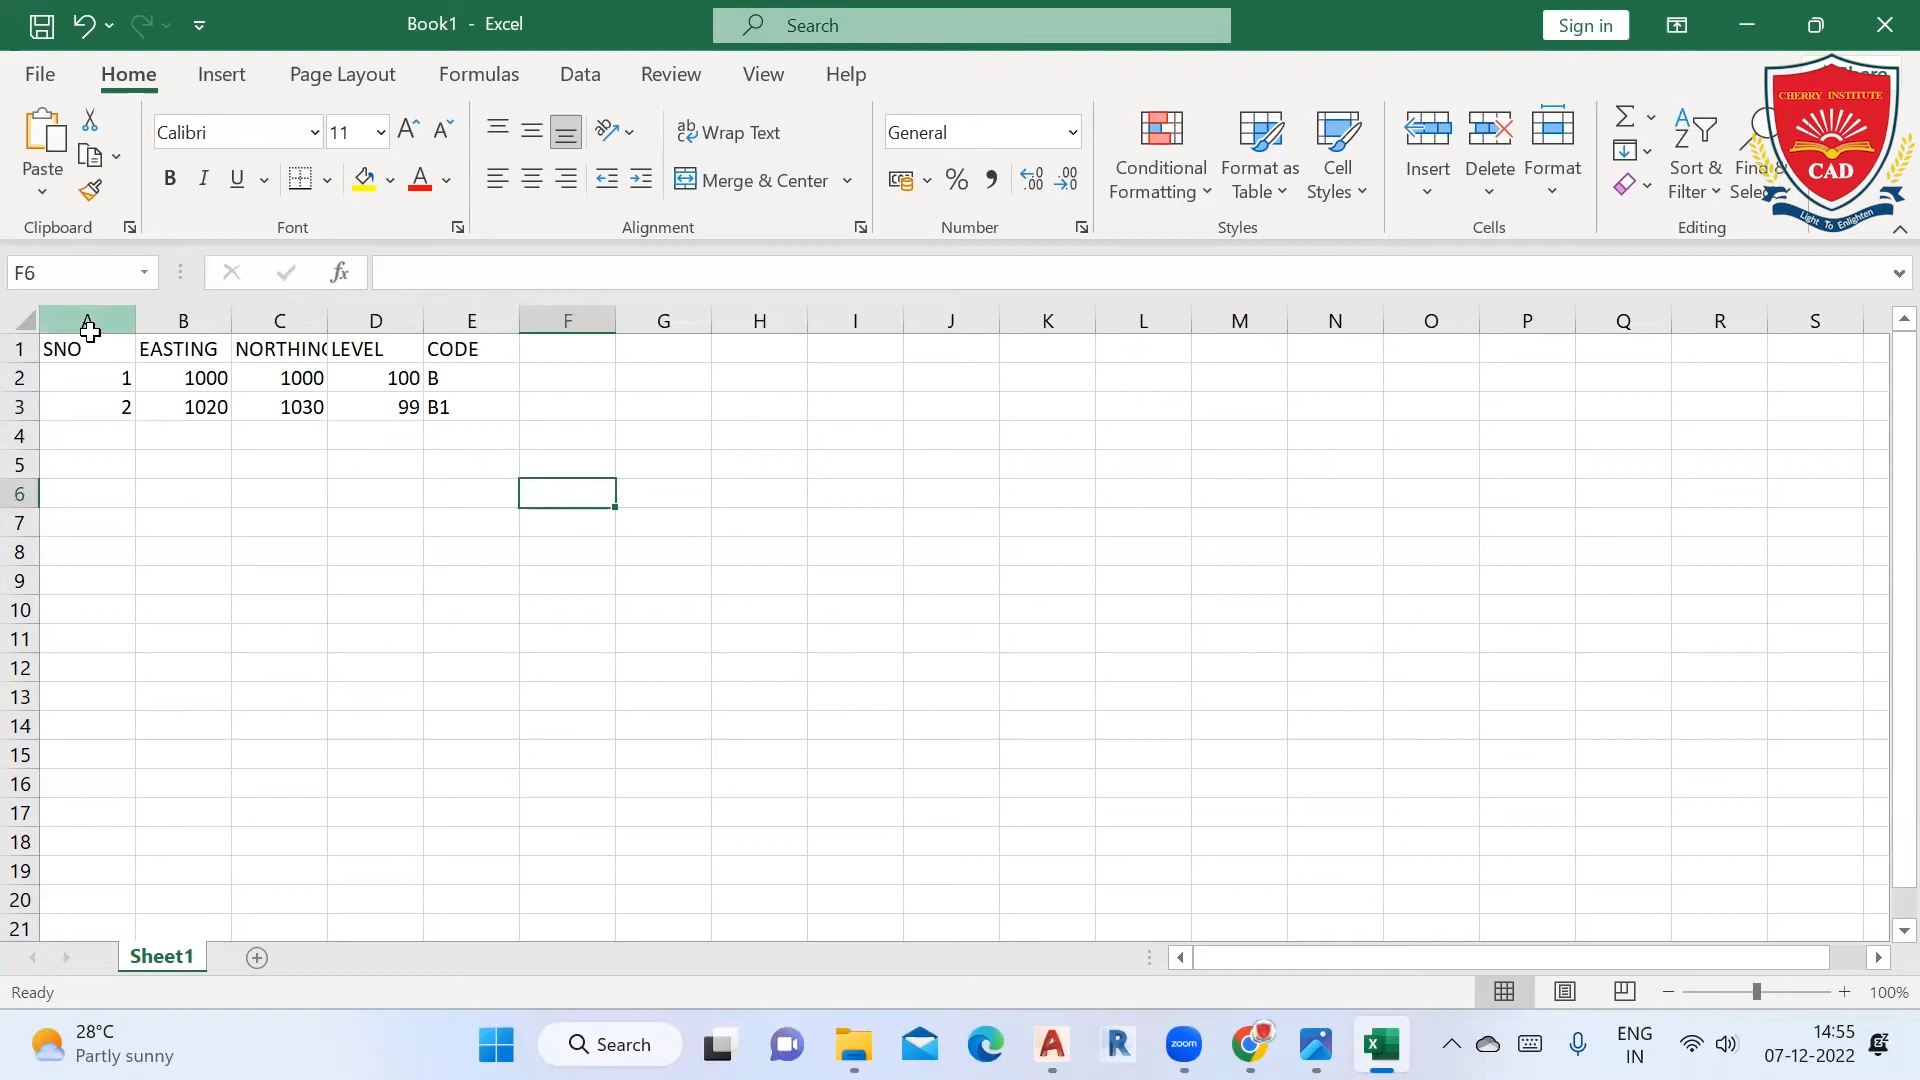 Book1 - Excel
Search
Sign in
File Home Insert Page Layout Formulas Data Review View Help
Paste
Clipboard
Calibri 11
B I U
Font
ab Wrap Text
Merge & Center
Alignment
General
Number
Conditional Formatting
Format as Table
Cell Styles
Styles
Insert Delete Format
Cells
Sort & Filter
Editing
CHERRY INSTITUTE
CAD
Light To Enlighten
F6 fx
A B C D E F G H I J K L M N O P Q R S
1 SNO EASTING NORTHING LEVEL CODE
2 1 1000 1000 100 B
3 2 1020 1030 99 B1
4
5
6
7
8
9
10
11
12
13
14
15
16
17
18
19
20
21
Sheet1
Ready
100%
28°C
Partly sunny
Search
zoom
ENG
IN
14:55
07-12-2022